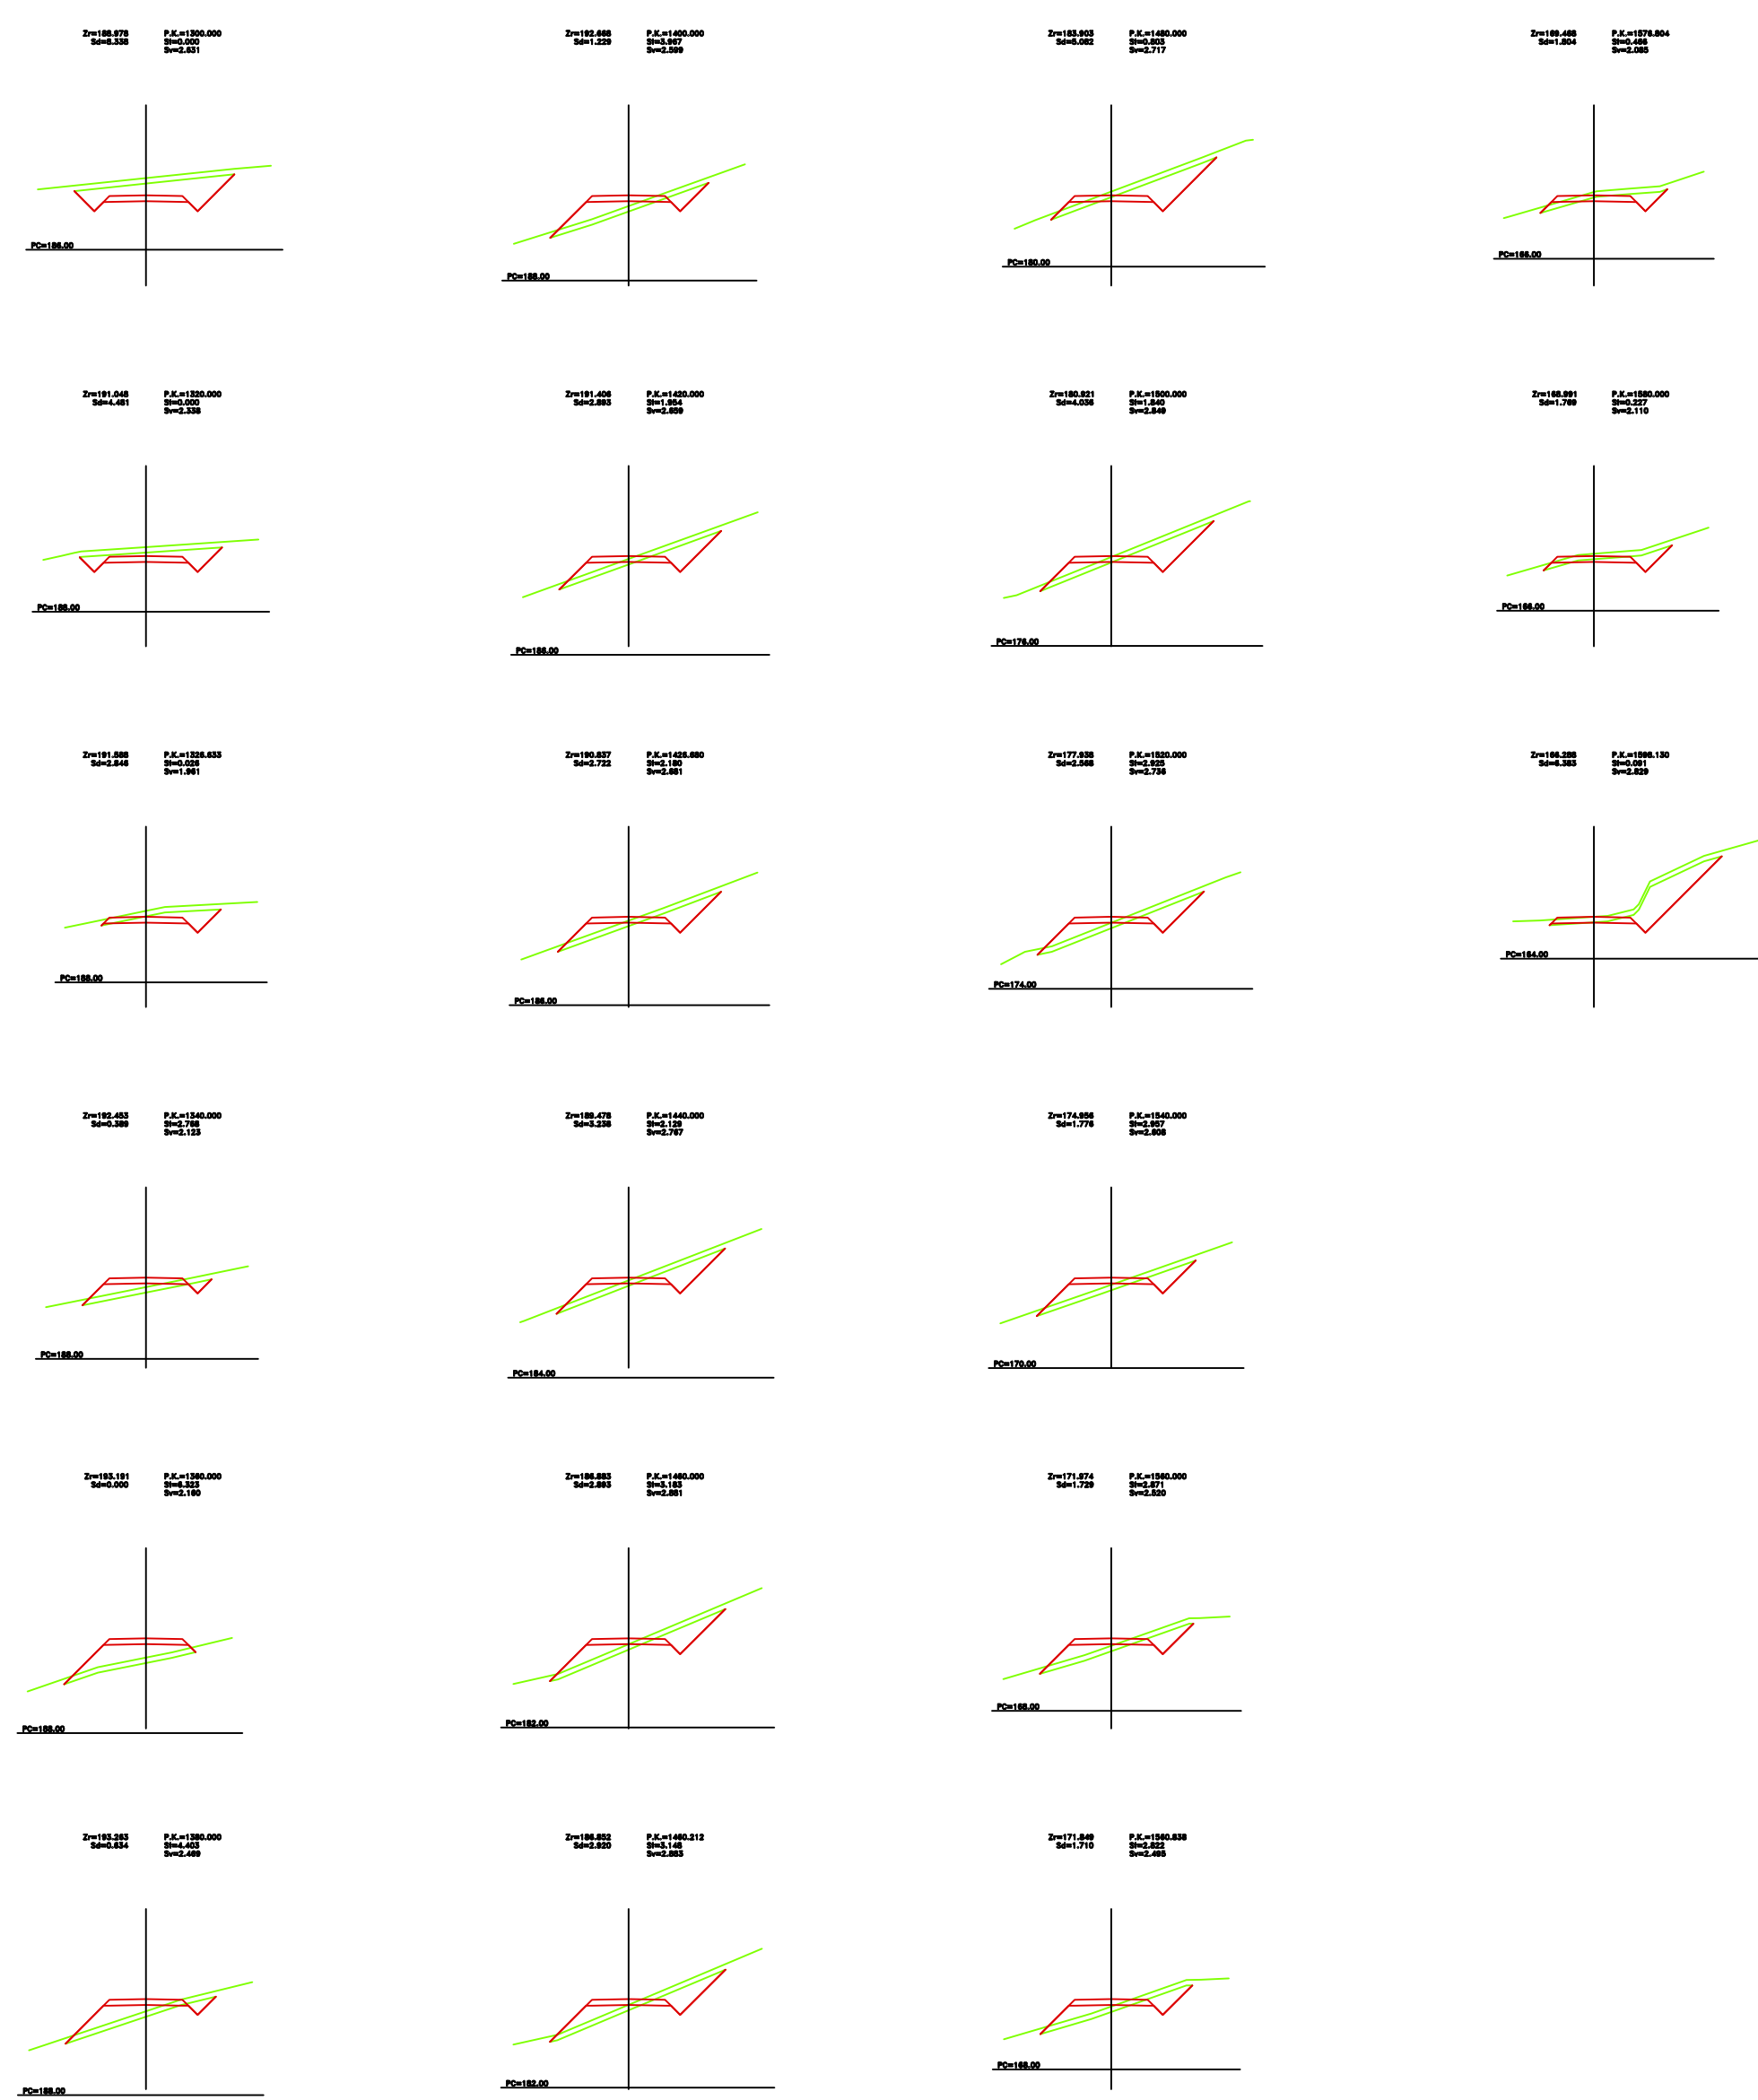 Zr=188.978 P.K.=1300.000
Sd=8.338 St=0.000
Sv=2.631
PC=186.00
Zr=191.048 P.K.=1320.000
Sd=4.481 St=0.000
Sv=2.338
PC=188.00
Zr=191.588 P.K.=1326.633
Sd=2.846 St=0.026
Sv=1.961
PC=188.00
Zr=192.453 P.K.=1340.000
Sd=0.389 St=2.768
Sv=2.123
PC=188.00
Zr=193.191 P.K.=1360.000
Sd=0.000 St=6.323
Sv=2.160
PC=188.00
Zr=193.263 P.K.=1380.000
Sd=0.634 St=4.403
Sv=2.469
PC=188.00
Zr=192.668 P.K.=1400.000
Sd=1.229 St=3.967
Sv=2.599
PC=188.00
Zr=191.406 P.K.=1420.000
Sd=2.893 St=1.954
Sv=2.659
PC=186.00
Zr=190.837 P.K.=1426.680
Sd=2.722 St=2.180
Sv=2.681
PC=186.00
Zr=189.478 P.K.=1440.000
Sd=3.238 St=2.129
Sv=2.767
PC=184.00
Zr=186.883 P.K.=1460.000
Sd=2.893 St=3.183
Sv=2.881
PC=182.00
Zr=186.852 P.K.=1460.212
Sd=2.920 St=3.148
Sv=2.883
PC=182.00
Zr=183.903 P.K.=1480.000
Sd=5.082 St=0.803
Sv=2.717
PC=180.00
Zr=180.921 P.K.=1500.000
Sd=4.036 St=1.840
Sv=2.849
PC=176.00
Zr=177.938 P.K.=1520.000
Sd=2.568 St=2.925
Sv=2.736
PC=174.00
Zr=174.956 P.K.=1540.000
Sd=1.776 St=2.957
Sv=2.608
PC=170.00
Zr=171.974 P.K.=1560.000
Sd=1.729 St=2.871
Sv=2.520
PC=168.00
Zr=171.849 P.K.=1560.838
Sd=1.710 St=2.822
Sv=2.495
PC=168.00
Zr=169.468 P.K.=1576.804
Sd=1.804 St=0.466
Sv=2.085
PC=166.00
Zr=168.991 P.K.=1580.000
Sd=1.769 St=0.227
Sv=2.110
PC=166.00
Zr=166.288 P.K.=1598.130
Sd=6.383 St=0.091
Sv=2.829
PC=164.00